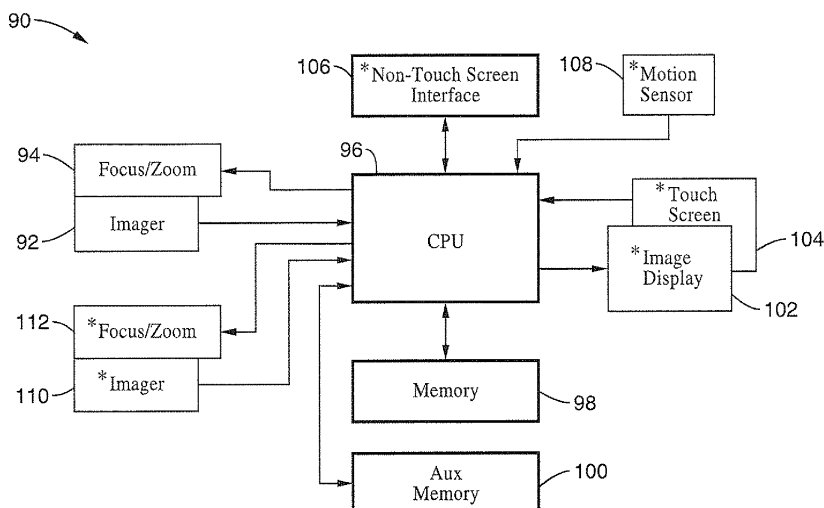 90
106
*Non-Touch Screen
Interface
108
*Motion
Sensor
94
Focus/Zoom
96
92
Imager
CPU
*Touch
Screen
104
*Image
Display
102
112
*Focus/Zoom
110
*Imager
Memory
98
Aux
Memory
100